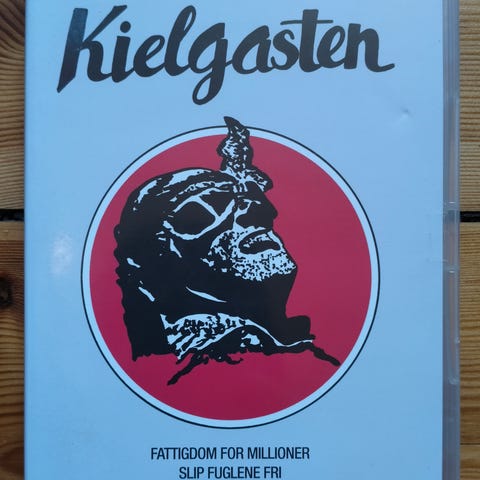 Kielgasten
FATTIGDOM FOR MILLIONER
SLIP FUGLENE FRI